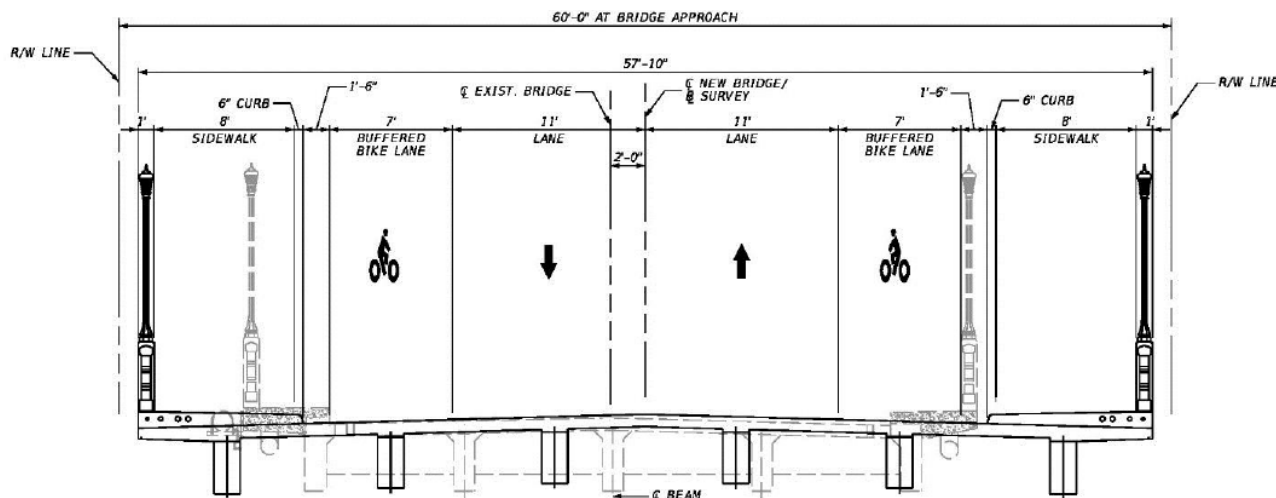 60'-0" AT BRIDGE APPROACH
R/W LINE
57'-10"
R/W LINE
1'-6"
6" CURB
℄ EXIST. BRIDGE
℄ NEW BRIDGE/
℄ SURVEY
1'-6"
6" CURB
1'
8'
SIDEWALK
7'
BUFFERED
BIKE LANE
11'
LANE
11'
LANE
7'
BUFFERED
BIKE LANE
8'
SIDEWALK
1'
2'-0"
℄ BEAM